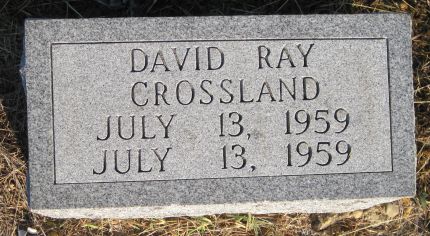 DAVID RAY
CROSSLAND
JULY 13, 1959
JULY 13, 1959